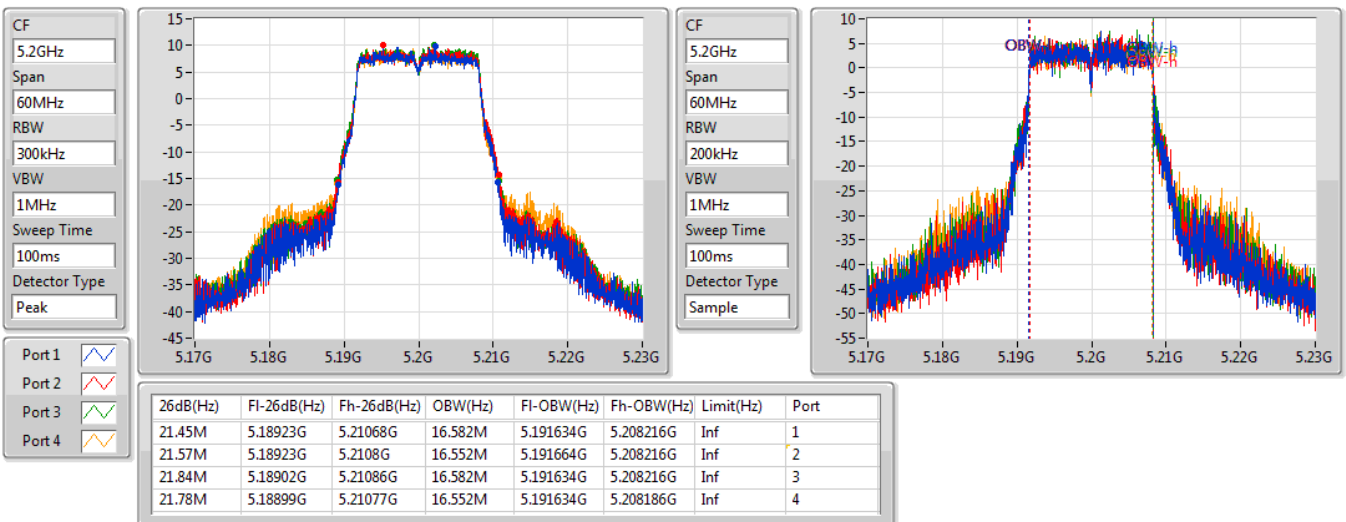 CF
5.2GHz
Span
60MHz
RBW
300kHz
VBW
1MHz
Sweep Time
100ms
Detector Type
Peak
15
10
5
0
-5
-10
-15
-20
-25
-30
-35
-40
-45
5.17G 5.18G 5.19G 5.2G 5.21G 5.22G 5.23G
CF
5.2GHz
Span
60MHz
RBW
200kHz
VBW
1MHz
Sweep Time
100ms
Detector Type
Sample
10
5
0
-5
-10
-15
-20
-25
-30
-35
-40
-45
-50
-55
5.17G 5.18G 5.19G 5.2G 5.21G 5.22G 5.23G
Port 1
Port 2
Port 3
Port 4
26dB(Hz) Fl-26dB(Hz) Fh-26dB(Hz) OBW(Hz) Fl-OBW(Hz) Fh-OBW(Hz) Limit(Hz) Port
21.45M 5.18923G 5.21068G 16.582M 5.191634G 5.208216G Inf 1
21.57M 5.18923G 5.2108G 16.552M 5.191664G 5.208216G Inf 2
21.84M 5.18902G 5.21086G 16.582M 5.191634G 5.208216G Inf 3
21.78M 5.18899G 5.21077G 16.552M 5.191634G 5.208186G Inf 4